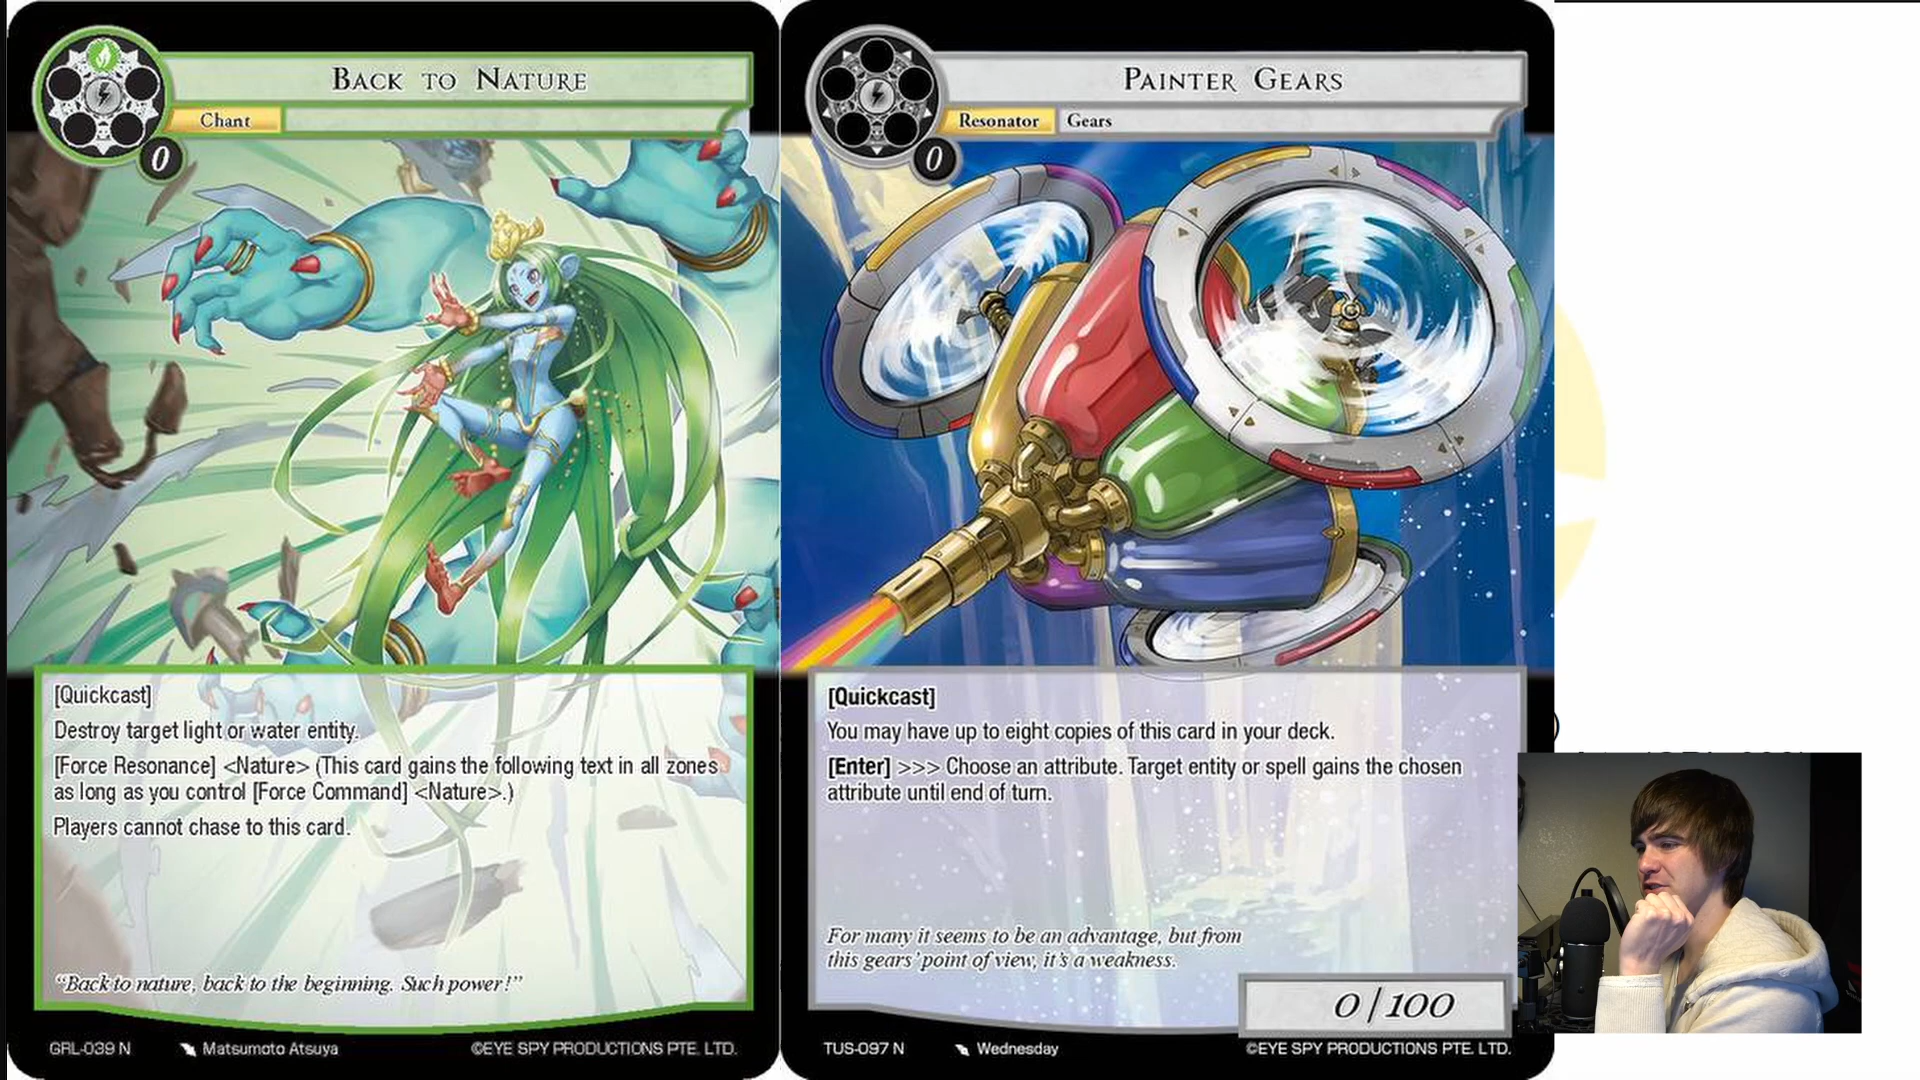 Back to Nature
Chant
0
[Quickcast]
Destroy target light or water entity.
[Force Resonance] <Nature> (This card gains the following text in all zones
as long as you control [Force Command] <Nature>.)
Players cannot chase to this card.
“Back to nature, back to the beginning. Such power!”
GRL-039 N
Matsumoto Atsuya
©EYE SPY PRODUCTIONS PTE. LTD.
Painter Gears
Resonator
Gears
0
[Quickcast]
You may have up to eight copies of this card in your deck.
[Enter] >>> Choose an attribute. Target entity or spell gains the chosen
attribute until end of turn.
For many it seems to be an advantage, but from
this gears' point of view, it's a weakness.
0/100
TUS-097 N
Wednesday
©EYE SPY PRODUCTIONS PTE. LTD.